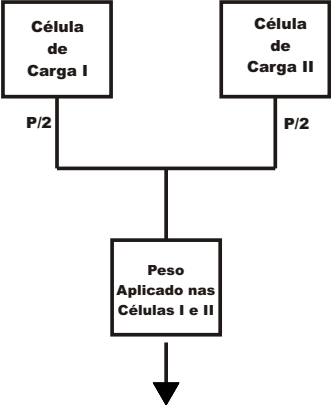 Célula
de
Carga I
Célula
de
Carga II
P/2
P/2
Peso
Aplicado nas
Células I e II